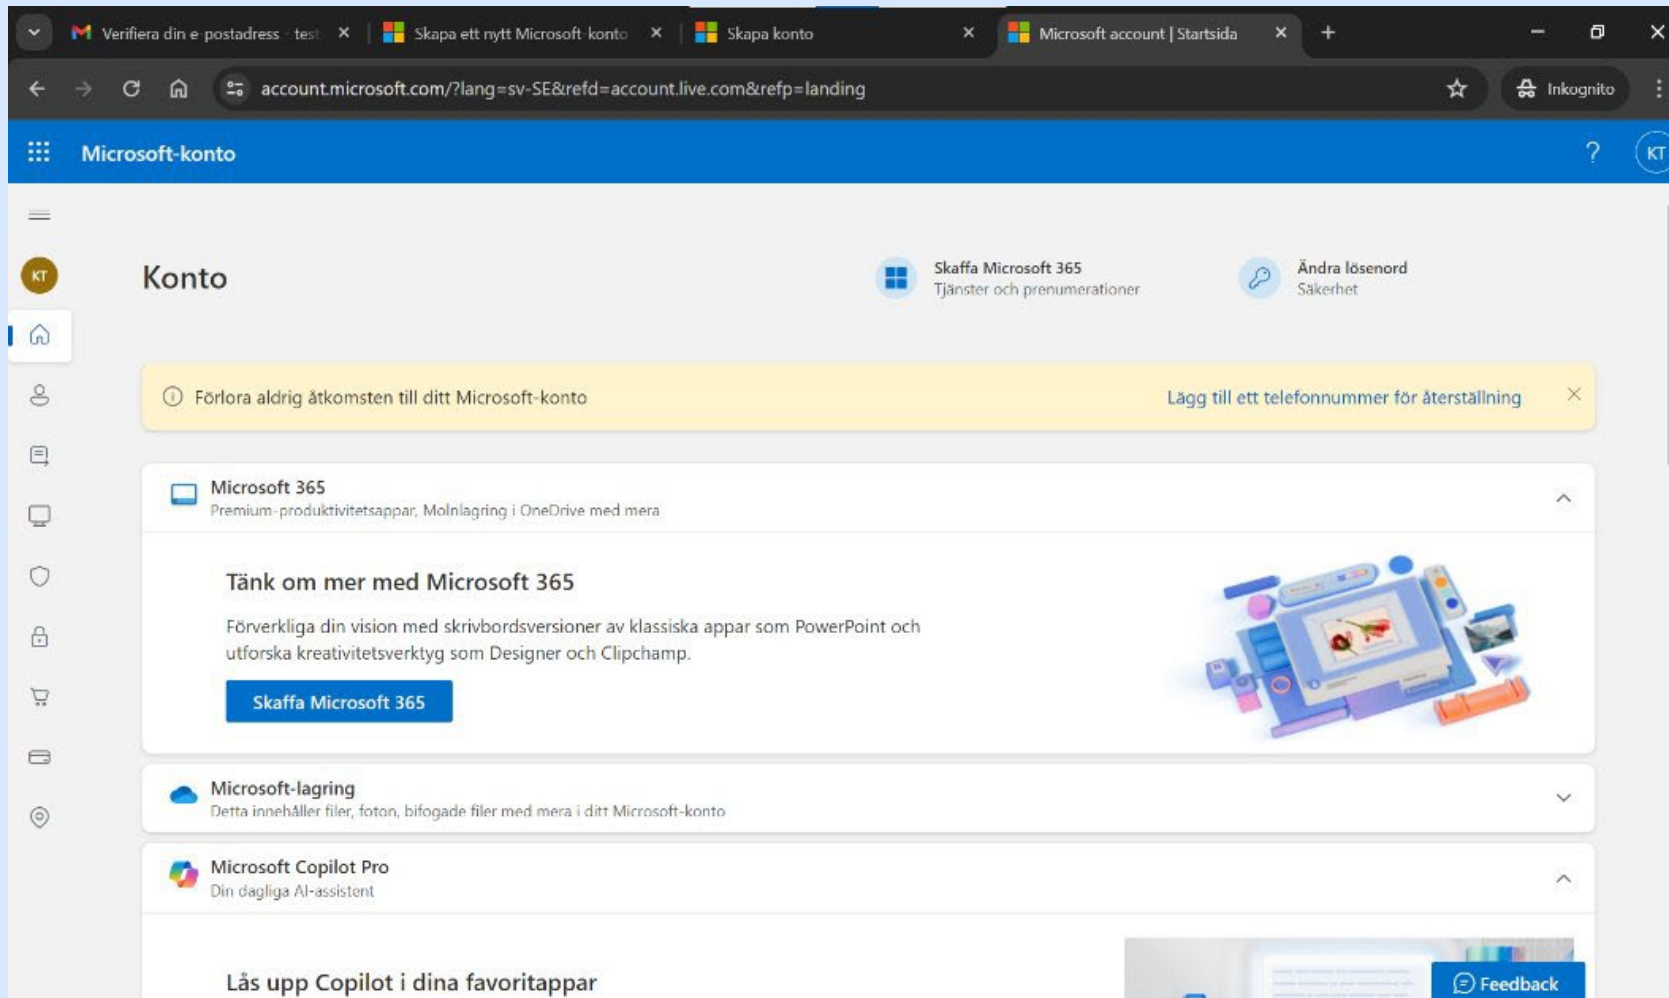 Verifiera din e-postadress - test
Skapa ett nytt Microsoft-konto
Skapa konto
Microsoft account | Startsida
account.microsoft.com/?lang=sv-SE&refd=account.live.com&refp=landing
Inkognito
Microsoft-konto
?
KT
KT
Konto
Skaffa Microsoft 365
Tjänster och prenumerationer
Ändra lösenord
Säkerhet
Förlora aldrig åtkomsten till ditt Microsoft-konto
Lägg till ett telefonnummer för återställning
Microsoft 365
Premium-produktivitetsappar, Molnlagring i OneDrive med mera
Tänk om mer med Microsoft 365
Förverkliga din vision med skrivbordsversioner av klassiska appar som PowerPoint och
utforska kreativitetsverktyg som Designer och Clipchamp.
Skaffa Microsoft 365
Microsoft-lagring
Detta innehåller filer, foton, bifogade filer med mera i ditt Microsoft-konto
Microsoft Copilot Pro
Din dagliga AI-assistent
Lås upp Copilot i dina favoritappar
Feedback